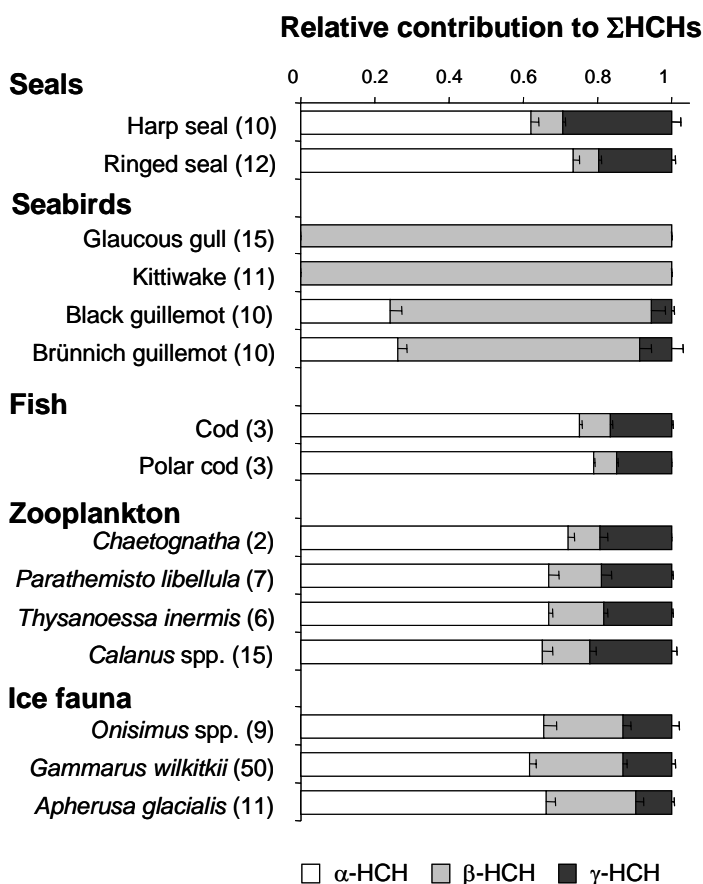 Relative contribution to ΣHCHs
0 0.2 0.4 0.6 0.8 1
Seals
Harp seal (10)
Ringed seal (12)
Seabirds
Glaucous gull (15)
Kittiwake (11)
Black guillemot (10)
Brünnich guillemot (10)
Fish
Cod (3)
Polar cod (3)
Zooplankton
Chaetognatha (2)
Parathemisto libellula (7)
Thysanoessa inermis (6)
Calanus spp. (15)
Ice fauna
Onisimus spp. (9)
Gammarus wilkitkii (50)
Apherusa glacialis (11)
α-HCH β-HCH γ-HCH